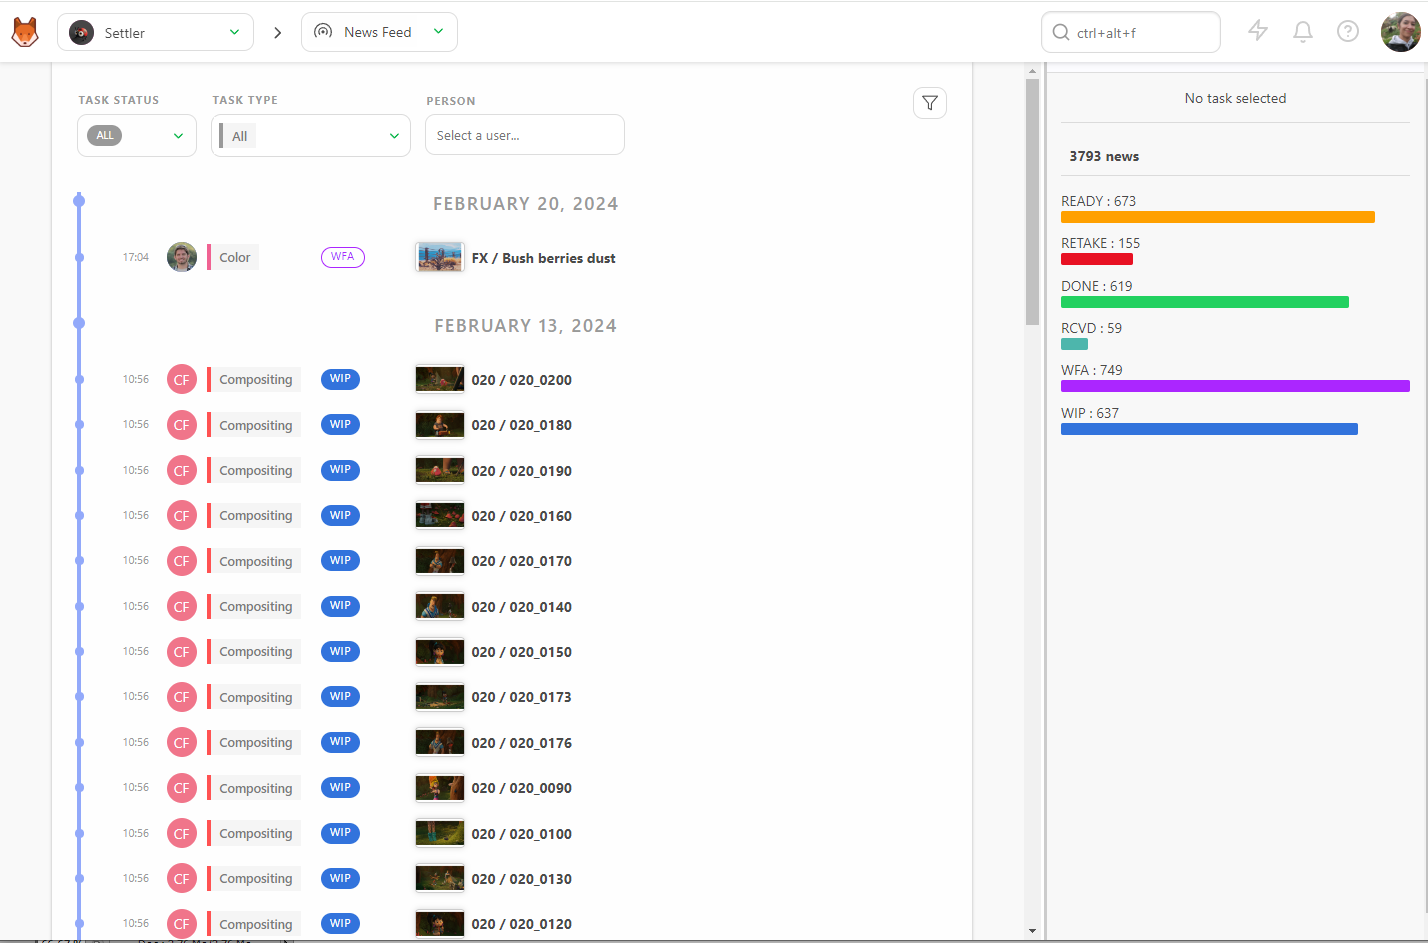 Settler
News Feed
ctrl+alt+f
TASK STATUS
TASK TYPE
PERSON
ALL
All
Select a user...
FEBRUARY 20, 2024
17:04 Color WFA FX / Bush berries dust
FEBRUARY 13, 2024
10:56 CF Compositing WIP 020 / 020_0200
10:56 CF Compositing WIP 020 / 020_0180
10:56 CF Compositing WIP 020 / 020_0190
10:56 CF Compositing WIP 020 / 020_0160
10:56 CF Compositing WIP 020 / 020_0170
10:56 CF Compositing WIP 020 / 020_0140
10:56 CF Compositing WIP 020 / 020_0150
10:56 CF Compositing WIP 020 / 020_0173
10:56 CF Compositing WIP 020 / 020_0176
10:56 CF Compositing WIP 020 / 020_0090
10:56 CF Compositing WIP 020 / 020_0100
10:56 CF Compositing WIP 020 / 020_0130
10:56 CF Compositing WIP 020 / 020_0120
No task selected
3793 news
READY : 673
RETAKE : 155
DONE : 619
RCVD : 59
WFA : 749
WIP : 637